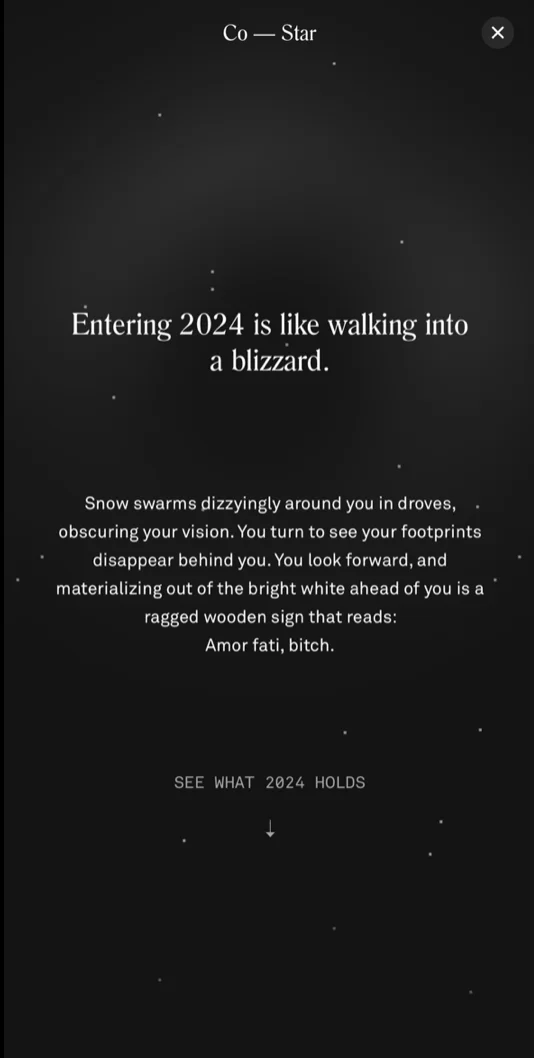 Co — Star
Entering 2024 is like walking into
a blizzard.
Snow swarms dizzyingly around you in droves,
obscuring your vision. You turn to see your footprints
disappear behind you. You look forward, and
materializing out of the bright white ahead of you is a
ragged wooden sign that reads:
Amor fati, bitch.
SEE WHAT 2024 HOLDS